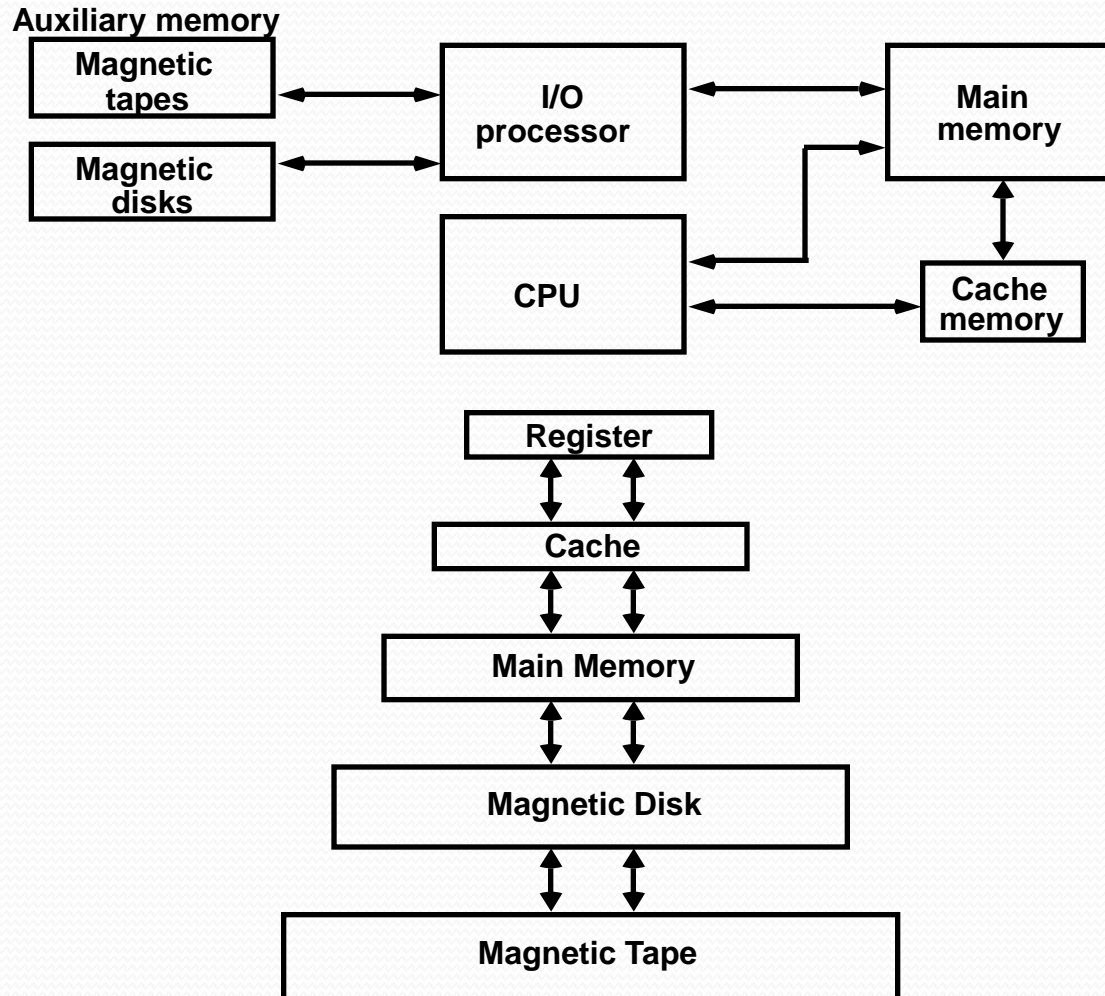 Auxiliary memory
Magnetic
tapes
Magnetic
disks
I/O
processor
CPU
Main
memory
Cache
memory
Register
Cache
Main Memory
Magnetic Disk
Magnetic Tape